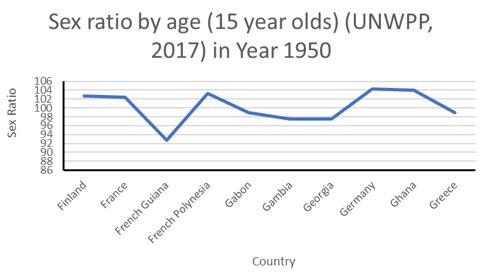 Sex ratio by age (15 year olds) (UNWPP,
2017) in Year 1950
Sex Ratio
106
104
102
100
98
96
94
92
90
88
86
Finland
France
French Guiana
French Polynesia
Gabon
Gambia
Georgia
Germany
Ghana
Greece
Country